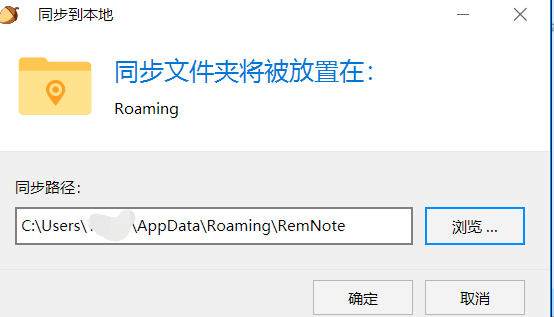 同步到本地
同步文件夹将被放置在：
Roaming
同步路径：
C:\Users\ \AppData\Roaming\RemNote
浏览 ...
确定
取消